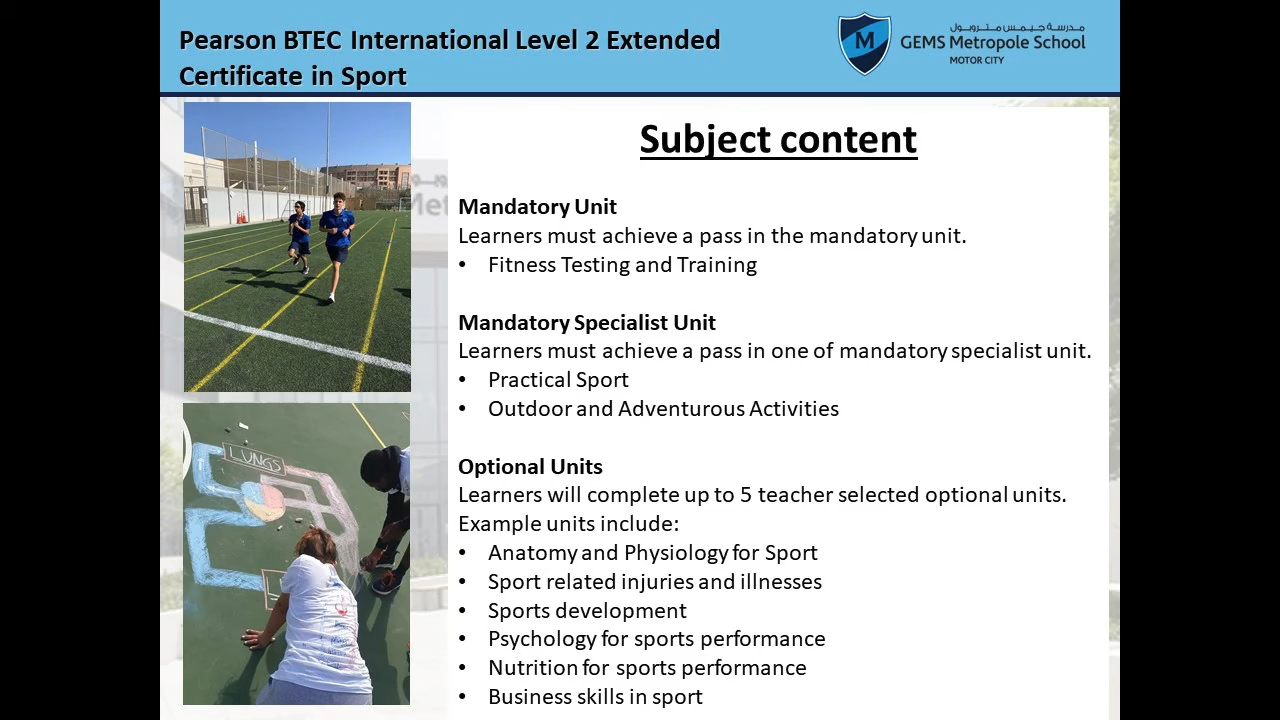 Pearson BTEC International Level 2 Extended
Certificate in Sport
مدرسة جيمس متروبول
GEMS Metropole School
MOTOR CITY
M
Subject content
Mandatory Unit
Learners must achieve a pass in the mandatory unit.
• Fitness Testing and Training
Mandatory Specialist Unit
Learners must achieve a pass in one of mandatory specialist unit.
• Practical Sport
• Outdoor and Adventurous Activities
Optional Units
Learners will complete up to 5 teacher selected optional units.
Example units include:
• Anatomy and Physiology for Sport
• Sport related injuries and illnesses
• Sports development
• Psychology for sports performance
• Nutrition for sports performance
• Business skills in sport
LUNGS